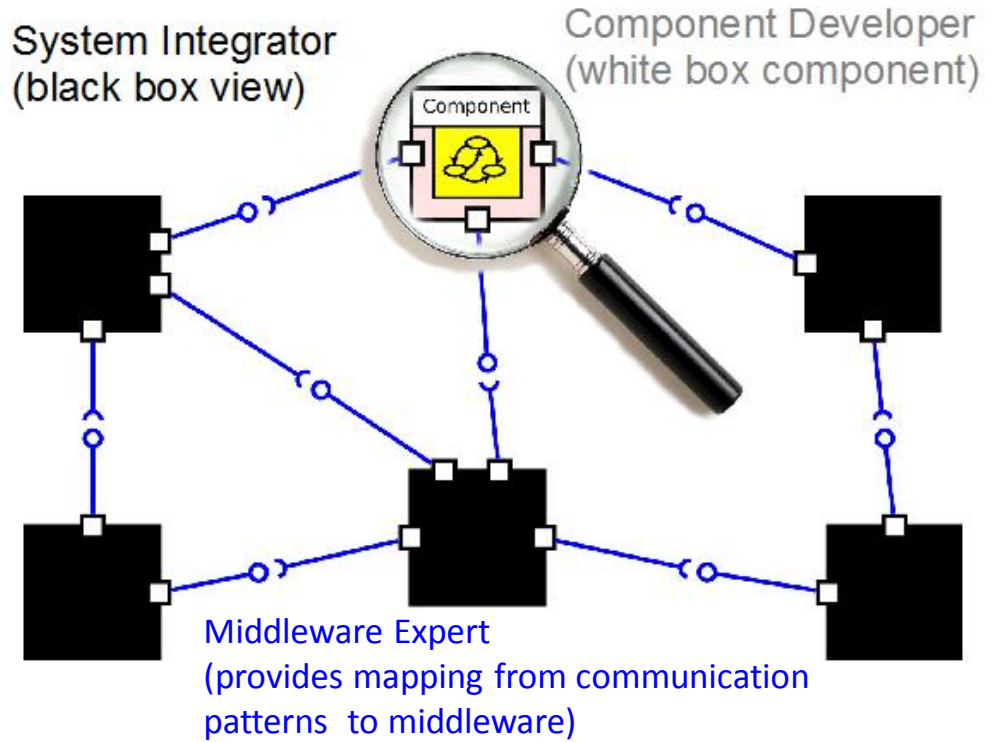 System Integrator
(black box view)
Component Developer
(white box component)
Component
Middleware Expert
(provides mapping from communication
patterns to middleware)